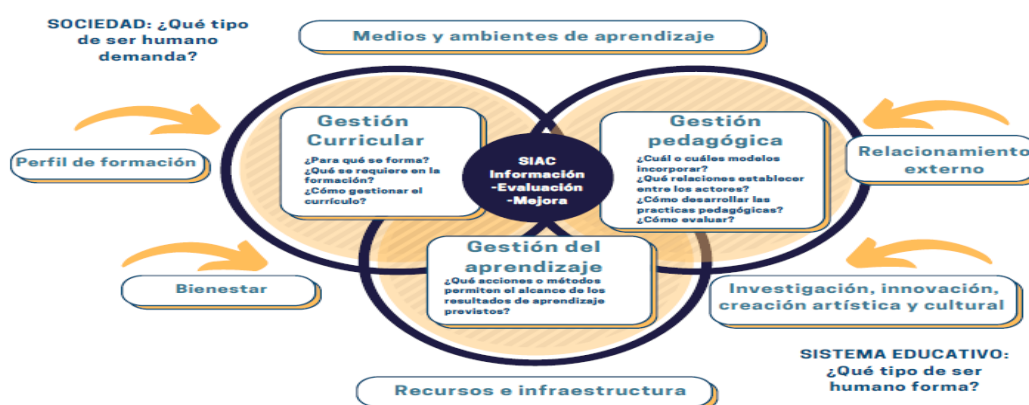 SOCIEDAD: ¿Qué tipo
de ser humano
demanda?
Medios y ambientes de aprendizaje
Gestión
Curricular
¿Para qué se forma?
¿Qué se requiere en la
formación?
¿Cómo gestionar el
currículo?
Gestión
pedagógica
¿Cuál o cuáles modelos
incorporar?
¿Qué relaciones establecer
entre los actores?
¿Cómo desarrollar las
practicas pedagógicas?
¿Cómo evaluar?
SIAC
Información
-Evaluación
-Mejora
Perfil de formación
Relacionamiento
externo
Gestión del
aprendizaje
¿Qué acciones o métodos
permiten el alcance de los
resultados de aprendizaje
previstos?
Bienestar
Investigación, innovación,
creación artística y cultural
SISTEMA EDUCATIVO:
¿Qué tipo de ser
humano forma?
Recursos e infraestructura